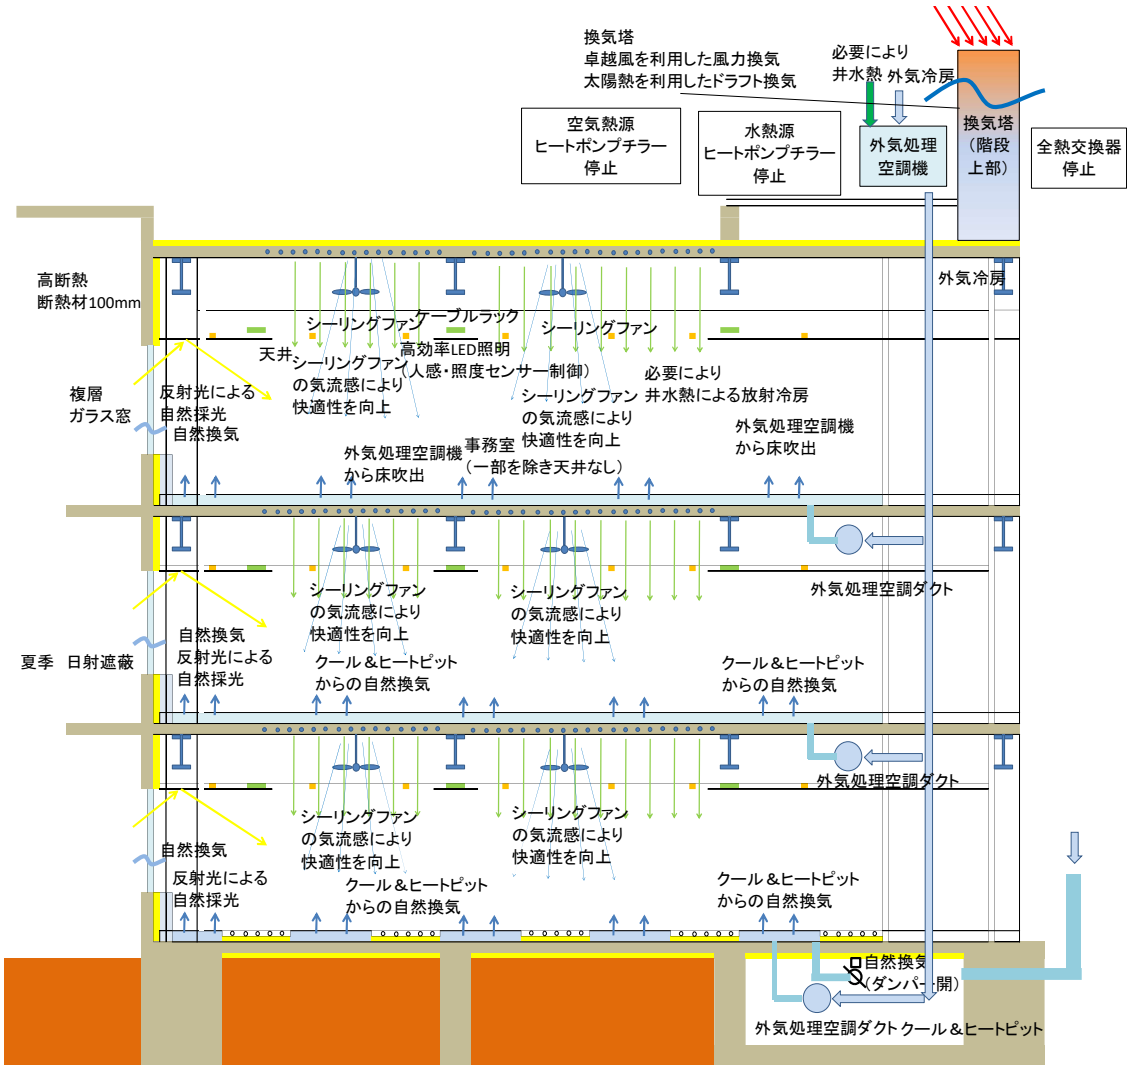 換気塔
卓越風を利用した風力換気
太陽熱を利用したドラフト換気
必要により
井水熱
外気冷房
空気熱源
ヒートポンプチラー
停止
水熱源
ヒートポンプチラー
停止
外気処理
空調機
換気塔
（階段
上部）
全熱交換器
停止
高断熱
断熱材100mm
外気冷房
シーリングファン
ケーブルラック
シーリングファン
天井
高効率LED照明
（人感・照度センサー制御）
シーリングファン
の気流感により
快適性を向上
シーリングファン
の気流感により
快適性を向上
必要により
井水熱による放射冷房
複層
ガラス窓
反射光による
自然採光
自然換気
外気処理空調機
から床吹出
事務室
（一部を除き天井なし）
外気処理空調機
から床吹出
シーリングファン
の気流感により
快適性を向上
シーリングファン
の気流感により
快適性を向上
外気処理空調ダクト
夏季　日射遮蔽
自然換気
反射光による
自然採光
クール＆ヒートピット
からの自然換気
クール＆ヒートピット
からの自然換気
外気処理空調ダクト
シーリングファン
の気流感により
快適性を向上
シーリングファン
の気流感により
快適性を向上
自然換気
反射光による
自然採光
クール＆ヒートピット
からの自然換気
クール＆ヒートピット
からの自然換気
自然換気
（ダンパー開）
外気処理空調ダクト
クール＆ヒートピット